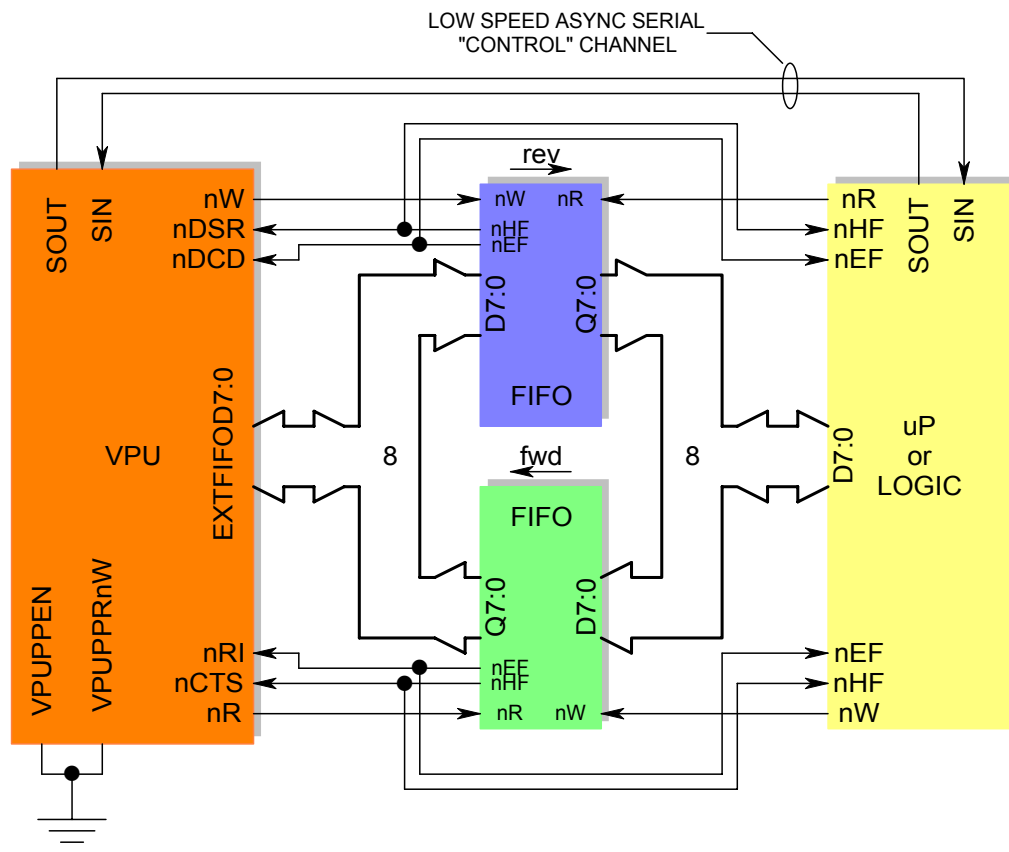 LOW SPEED ASYNC SERIAL
"CONTROL" CHANNEL
rev
SOUT
SIN
nW
nDSR
nDCD
nW
nR
nHF
nEF
nR
nHF
nEF
SOUT
SIN
D7:0
Q7:0
FIFO
EXTFIFOD7:0
VPU
8
fwd
8
D7:0
uP
or
LOGIC
FIFO
Q7:0
D7:0
VPUPPEN
VPUPPRnW
nRI
nCTS
nR
nEF
nHF
nR
nW
nEF
nHF
nW